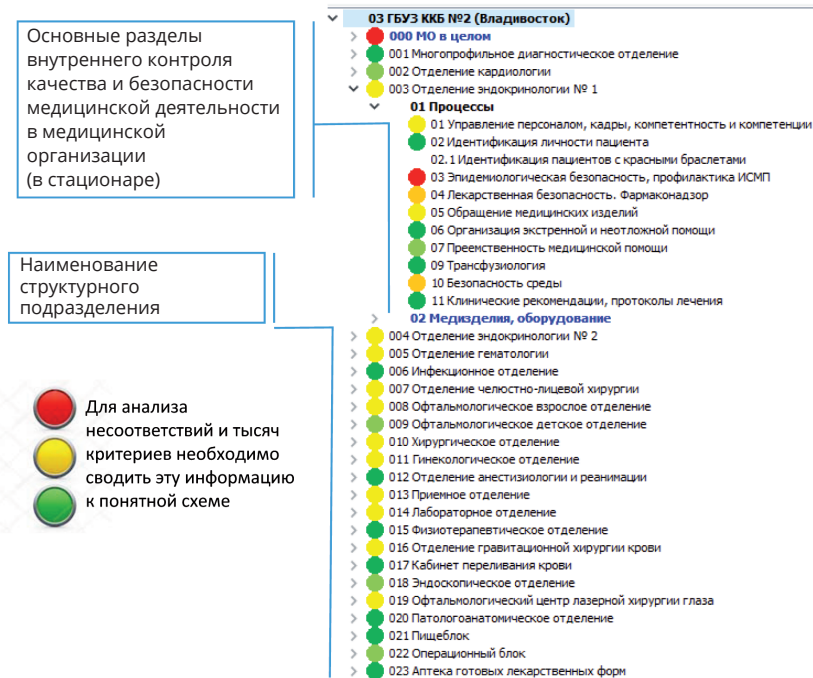 Основные разделы
внутреннего контроля
качества и безопасности
медицинской деятельности
в медицинской
организации
(в стационаре)
Наименование
структурного
подразделения
Для анализа
несоответствий и тысяч
критериев необходимо
сводить эту информацию
к понятной схеме
03 ГБУЗ ККБ №2 (Владивосток)
000 МО в целом
001 Многопрофильное диагностическое отделение
002 Отделение кардиологии
003 Отделение эндокринологии № 1
01 Процессы
01 Управление персоналом, кадры, компетентность и компетенции
02 Идентификация личности пациента
02.1 Идентификация пациентов с красными браслетами
03 Эпидемиологическая безопасность, профилактика ИСМП
04 Лекарственная безопасность. Фармаконадзор
05 Обращение медицинских изделий
06 Организация экстренной и неотложной помощи
07 Преемственность медицинской помощи
09 Трансфузиология
10 Безопасность среды
11 Клинические рекомендации, протоколы лечения
02 Медизделия, оборудование
004 Отделение эндокринологии № 2
005 Отделение гематологии
006 Инфекционное отделение
007 Отделение челюстно-лицевой хирургии
008 Офтальмологическое взрослое отделение
009 Офтальмологическое детское отделение
010 Хирургическое отделение
011 Гинекологическое отделение
012 Отделение анестизиологии и реанимации
013 Приемное отделение
014 Лабораторное отделение
015 Физиотерапевтическое отделение
016 Отделение гравитационной хирургии крови
017 Кабинет переливания крови
018 Эндоскопическое отделение
019 Офтальмологический центр лазерной хирургии глаза
020 Патологоанатомическое отделение
021 Пищеблок
022 Операционный блок
023 Аптека готовых лекарственных форм